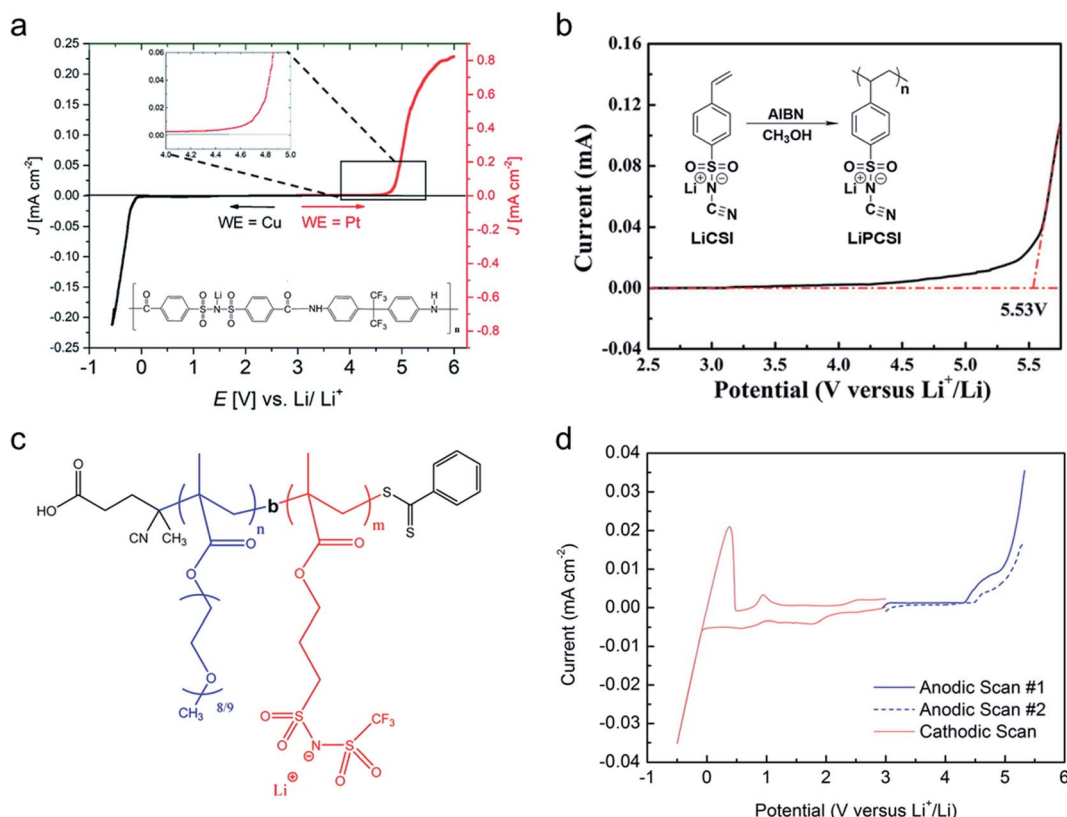 a
0.25
0.20
0.15
0.10
0.05
0.00
-0.05
-0.10
-0.15
-0.20
-0.25
J [mA cm⁻²]
0.8
0.6
0.4
0.2
0.0
-0.2
-0.4
-0.6
-0.8
J [mA cm⁻²]
0.06
0.04
0.02
0.00
4.0 4.2 4.4 4.6 4.8 5.0
WE = Cu WE = Pt
Li
O O O
C S N S C NH CF₃ H
O O CF₃ N
n
-1 0 1 2 3 4 5 6
E [V] vs. Li/ Li⁺
b
0.16
0.12
0.08
0.04
0.00
-0.04
Current (mA)
AIBN
CH₃OH
n
O=S=O O=S=O
Li⁺ N⁻ Li⁺ N⁻
C≡N C≡N
LiCSI LiPCSI
5.53V
2.5 3.0 3.5 4.0 4.5 5.0 5.5
Potential (V versus Li⁺/Li)
c
O
HO
CN CH₃
n b m
S
S
O O
O O
O
CH₃ 8/9
O S CF₃
O N S O
⊖ O
Li⊕
d
0.04
0.03
0.02
0.01
0.00
-0.01
-0.02
-0.03
-0.04
Current (mA cm⁻²)
Anodic Scan #1
Anodic Scan #2
Cathodic Scan
-1 0 1 2 3 4 5 6
Potential (V versus Li⁺/Li)